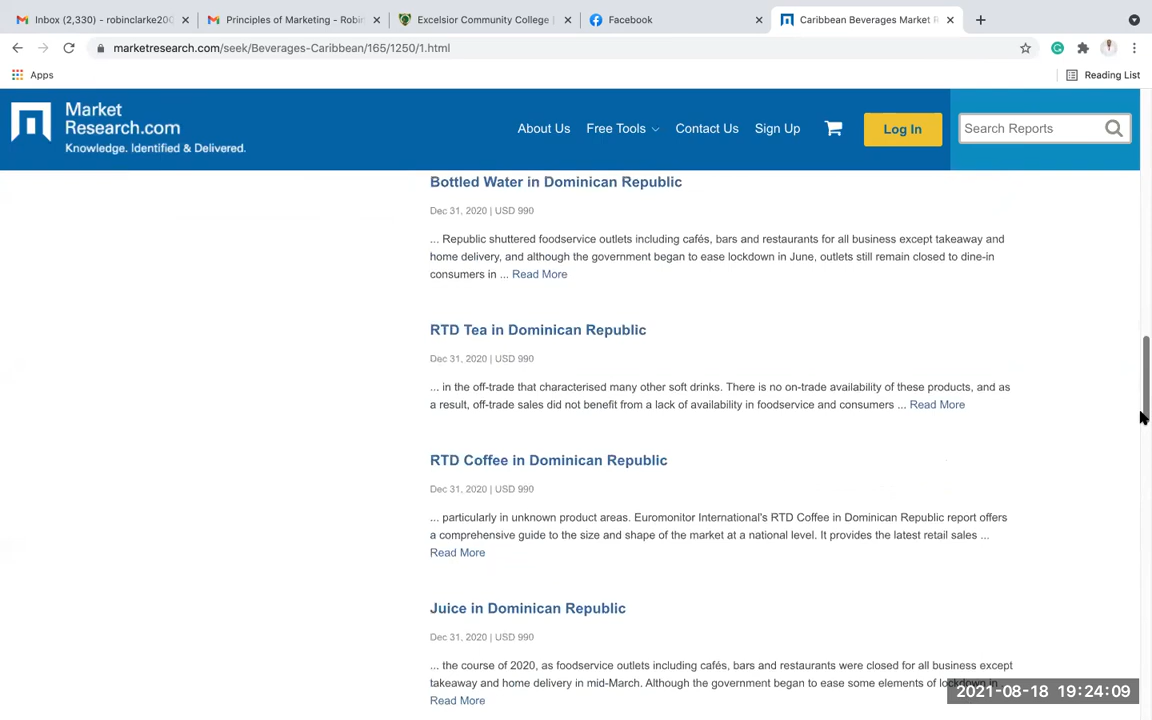 Inbox (2,330) - robinclarke200
Principles of Marketing - Robin
Excelsior Community College |
Facebook
Caribbean Beverages Market R
marketresearch.com/seek/Beverages-Caribbean/165/1250/1.html
Apps
Reading List
Market
Research.com
Knowledge. Identified & Delivered.
About Us
Free Tools
Contact Us
Sign Up
Log In
Search Reports
Bottled Water in Dominican Republic
Dec 31, 2020 | USD 990
... Republic shuttered foodservice outlets including cafés, bars and restaurants for all business except takeaway and
home delivery, and although the government began to ease lockdown in June, outlets still remain closed to dine-in
consumers in ... Read More
RTD Tea in Dominican Republic
Dec 31, 2020 | USD 990
... in the off-trade that characterised many other soft drinks. There is no on-trade availability of these products, and as
a result, off-trade sales did not benefit from a lack of availability in foodservice and consumers ... Read More
RTD Coffee in Dominican Republic
Dec 31, 2020 | USD 990
... particularly in unknown product areas. Euromonitor International's RTD Coffee in Dominican Republic report offers
a comprehensive guide to the size and shape of the market at a national level. It provides the latest retail sales ...
Read More
Juice in Dominican Republic
Dec 31, 2020 | USD 990
... the course of 2020, as foodservice outlets including cafés, bars and restaurants were closed for all business except
takeaway and home delivery in mid-March. Although the government began to ease some elements of lockdown in
Read More
2021-08-18 19:24:09